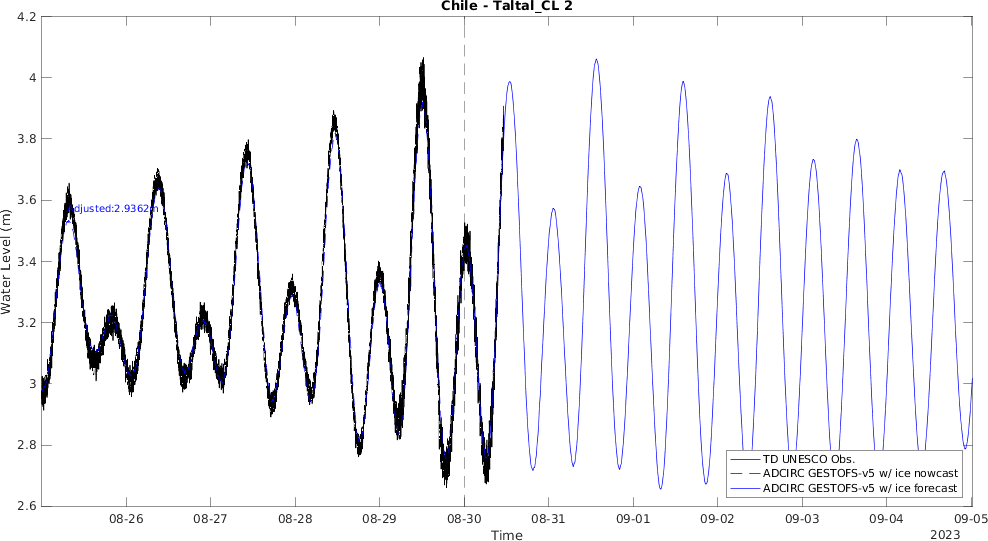 Chile - Taltal_CL 2
4.2
4
3.8
3.6
3.4
3.2
3
2.8
2.6
Water Level (m)
djusted:2.9362m
TD UNESCO Obs.
ADCIRC GESTOFS-v5 w/ ice nowcast
ADCIRC GESTOFS-v5 w/ ice forecast
08-26 08-27 08-28 08-29 08-30 08-31 09-01 09-02 09-03 09-04 09-05
Time
2023